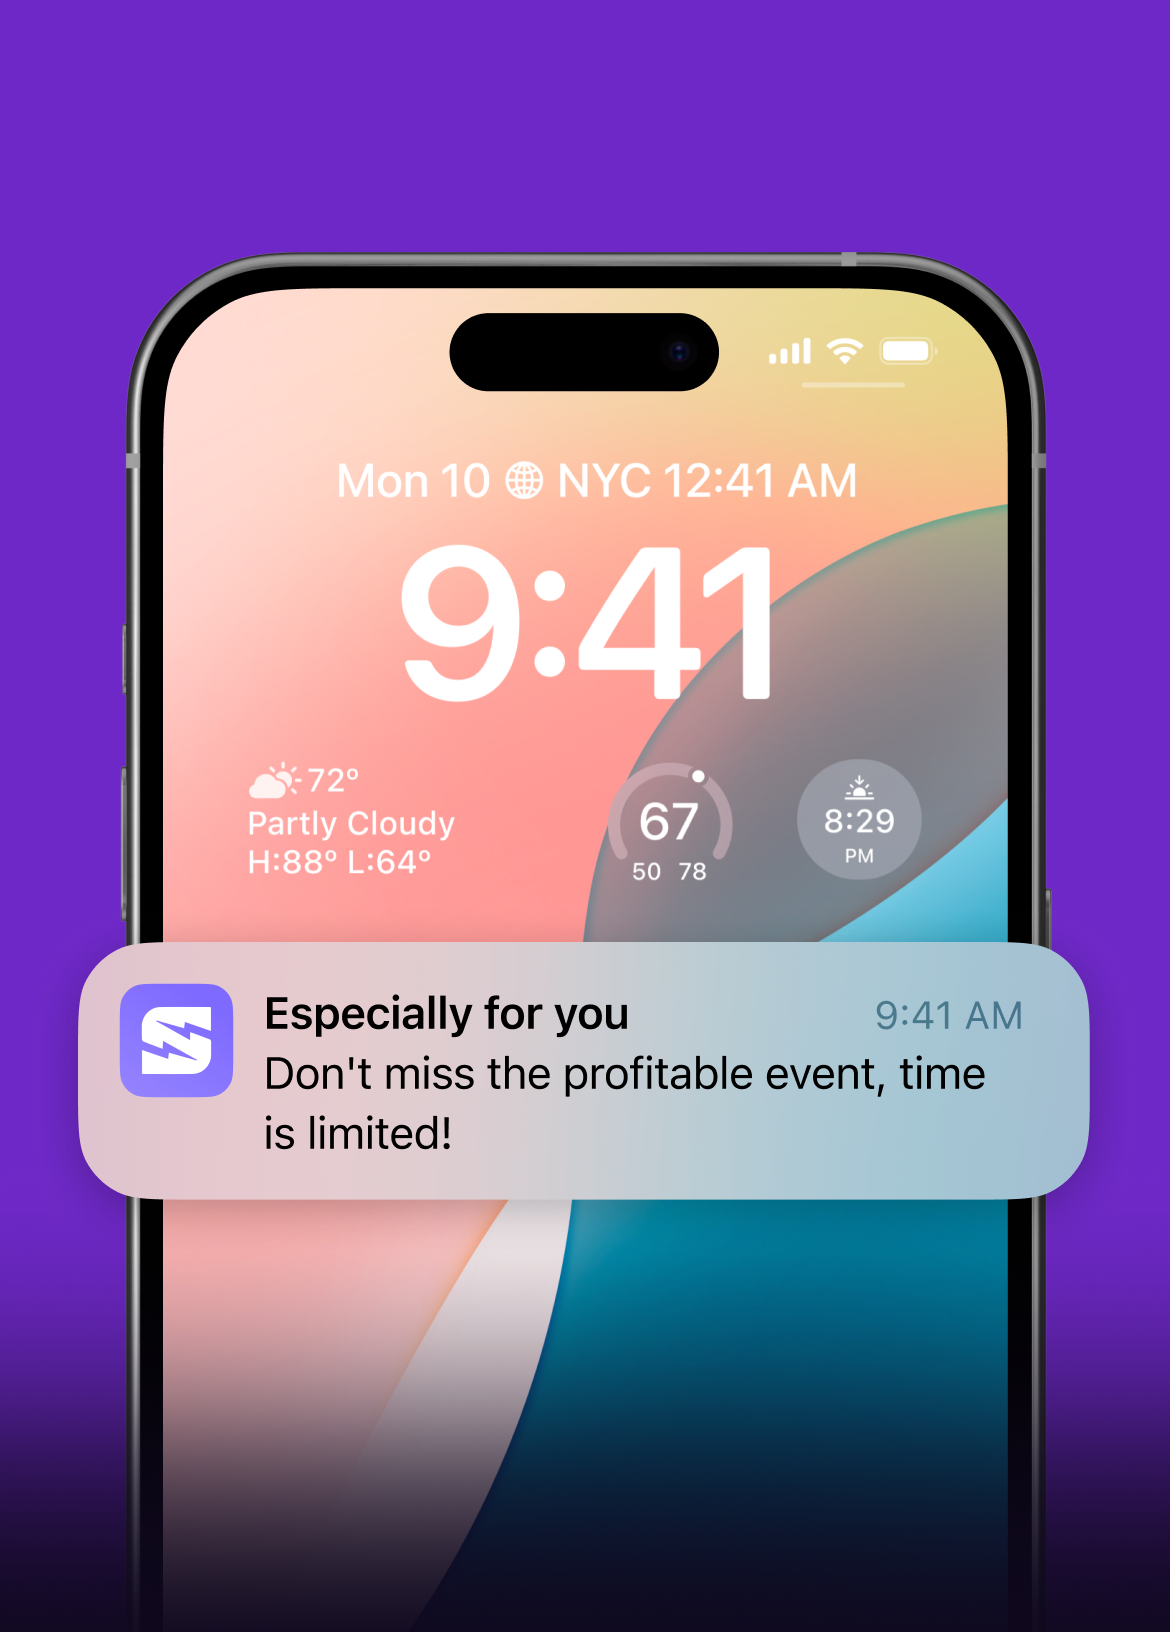 Mon 10 NYC 12:41 AM
9:41
72°
Partly Cloudy
H:88° L:64°
67
50 78
8:29
PM
Especially for you 9:41 AM
Don't miss the profitable event, time
is limited!